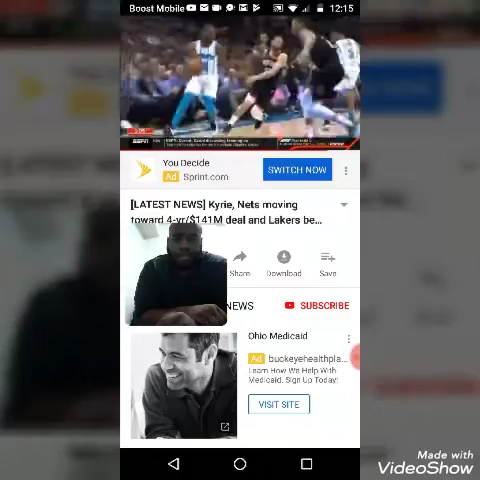 Boost Mobile
12:15
ESPN
You Decide
Ad Sprint.com
SWITCH NOW
[LATEST NEWS] Kyrie, Nets moving
toward 4-yr/$141M deal and Lakers be...
Share
Download
Save
NEWS
SUBSCRIBE
Ohio Medicaid
Ad buckeyehealthpla...
Learn How We Help With
Medicaid. Sign Up Today!
VISIT SITE
Made with
VideoShow